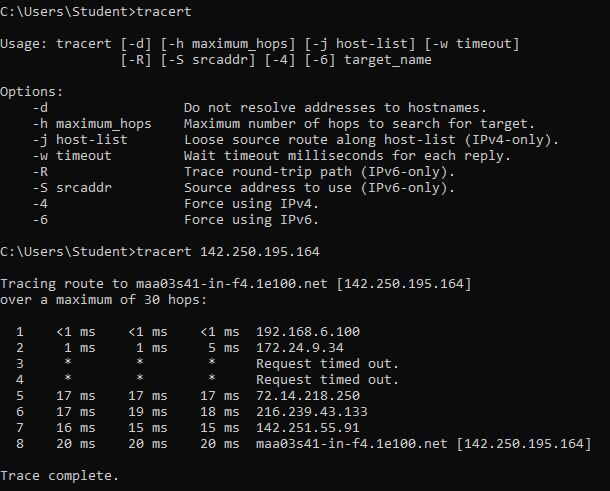 C:\Users\Student>tracert
Usage: tracert [-d] [-h maximum_hops] [-j host-list] [-w timeout]
               [-R] [-S srcaddr] [-4] [-6] target_name
Options:
    -d                 Do not resolve addresses to hostnames.
    -h maximum_hops    Maximum number of hops to search for target.
    -j host-list       Loose source route along host-list (IPv4-only).
    -w timeout         Wait timeout milliseconds for each reply.
    -R                 Trace round-trip path (IPv6-only).
    -S srcaddr         Source address to use (IPv6-only).
    -4                 Force using IPv4.
    -6                 Force using IPv6.
C:\Users\Student>tracert 142.250.195.164
Tracing route to maa03s41-in-f4.1e100.net [142.250.195.164]
over a maximum of 30 hops:
  1    <1 ms    <1 ms    <1 ms  192.168.6.100
  2     1 ms     1 ms     5 ms  172.24.9.34
  3     *        *        *     Request timed out.
  4     *        *        *     Request timed out.
  5    17 ms    17 ms    17 ms  72.14.218.250
  6    17 ms    19 ms    18 ms  216.239.43.133
  7    16 ms    15 ms    15 ms  142.251.55.91
  8    20 ms    20 ms    20 ms  maa03s41-in-f4.1e100.net [142.250.195.164]
Trace complete.